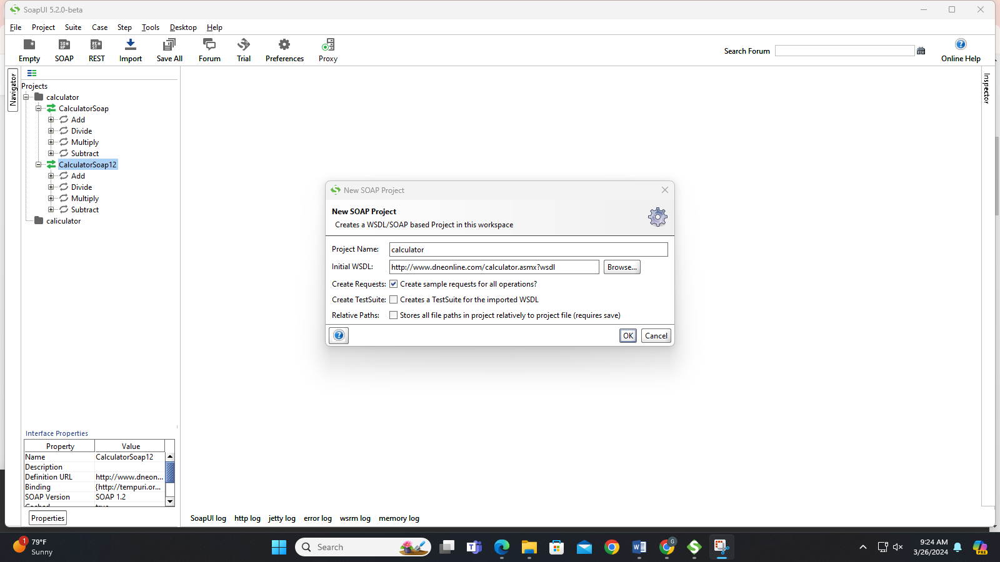 SoapUI 5.2.0-beta
File Project Suite Case Step Tools Desktop Help
Empty SOAP REST Import Save All Forum Trial Preferences Proxy
Search Forum
Online Help
Navigator
Inspector
Projects
calculator
CalculatorSoap
Add
Divide
Multiply
Subtract
CalculatorSoap12
Add
Divide
Multiply
Subtract
caliculator
New SOAP Project
New SOAP Project
Creates a WSDL/SOAP based Project in this workspace
Project Name: calculator
Initial WSDL: http://www.dneonline.com/calculator.asmx?wsdl Browse...
Create Requests: Create sample requests for all operations?
Create TestSuite: Creates a TestSuite for the imported WSDL
Relative Paths: Stores all file paths in project relatively to project file (requires save)
OK Cancel
Interface Properties
Property Value
Name CalculatorSoap12
Description
Definition URL http://www.dneon...
Binding {http://tempuri.or...
SOAP Version SOAP 1.2
Cached true
Properties
SoapUI log http log jetty log error log wsrm log memory log
1
79°F
Sunny
Search
G
9:24 AM
3/26/2024
PRE